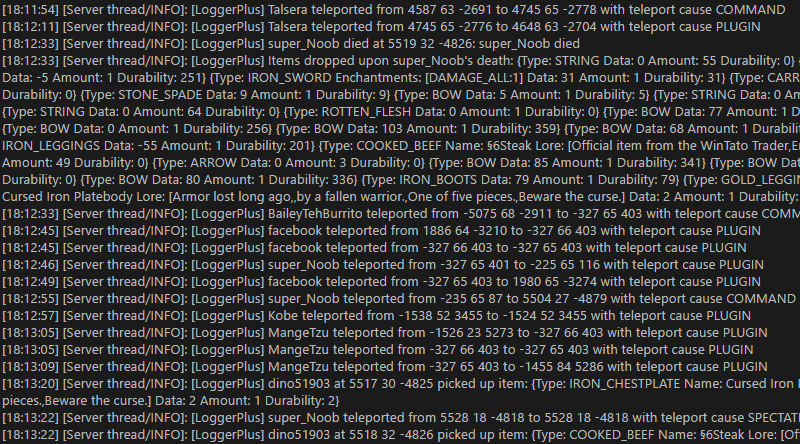 [18:11:54] [Server thread/INFO]: [LoggerPlus] Talsera teleported from 4587 63 -2691 to 4745 65 -2778 with teleport cause COMMAND
[18:12:11] [Server thread/INFO]: [LoggerPlus] Talsera teleported from 4745 65 -2776 to 4648 63 -2704 with teleport cause PLUGIN
[18:12:33] [Server thread/INFO]: [LoggerPlus] super_Noob died at 5519 32 -4826: super_Noob died
[18:12:33] [Server thread/INFO]: [LoggerPlus] Items dropped upon super_Noob's death: {Type: STRING Data: 0 Amount: 55 Durability: 0} {
Data: -5 Amount: 1 Durability: 251} {Type: IRON_SWORD Enchantments: [DAMAGE_ALL:1] Data: 31 Amount: 1 Durability: 31} {Type: CARR
Durability: 0} {Type: STONE_SPADE Data: 9 Amount: 1 Durability: 9} {Type: BOW Data: 5 Amount: 1 Durability: 5} {Type: STRING Data: 0 A
{Type: STRING Data: 0 Amount: 64 Durability: 0} {Type: ROTTEN_FLESH Data: 0 Amount: 1 Durability: 0} {Type: BOW Data: 77 Amount: 1 D
{Type: BOW Data: 0 Amount: 1 Durability: 256} {Type: BOW Data: 103 Amount: 1 Durability: 359} {Type: BOW Data: 68 Amount: 1 Durabilit
IRON_LEGGINGS Data: -55 Amount: 1 Durability: 201} {Type: COOKED_BEEF Name: §6Steak Lore: [Official item from the WinTato Trader,En
Amount: 49 Durability: 0} {Type: ARROW Data: 0 Amount: 3 Durability: 0} {Type: BOW Data: 85 Amount: 1 Durability: 341} {Type: BOW Dat
Durability: 0} {Type: BOW Data: 80 Amount: 1 Durability: 336} {Type: IRON_BOOTS Data: 79 Amount: 1 Durability: 79} {Type: GOLD_LEGGIN
Cursed Iron Platebody Lore: [Armor lost long ago,,by a fallen warrior.,One of five pieces.,Beware the curse.] Data: 2 Amount: 1 Durability:
[18:12:33] [Server thread/INFO]: [LoggerPlus] BaileyTehBurrito teleported from -5075 68 -2911 to -327 65 403 with teleport cause COMM
[18:12:45] [Server thread/INFO]: [LoggerPlus] facebook teleported from 1886 64 -3210 to -327 66 403 with teleport cause PLUGIN
[18:12:45] [Server thread/INFO]: [LoggerPlus] facebook teleported from -327 66 403 to -327 65 403 with teleport cause PLUGIN
[18:12:46] [Server thread/INFO]: [LoggerPlus] super_Noob teleported from -327 65 401 to -225 65 116 with teleport cause PLUGIN
[18:12:49] [Server thread/INFO]: [LoggerPlus] facebook teleported from -327 65 403 to 1980 65 -3274 with teleport cause PLUGIN
[18:12:55] [Server thread/INFO]: [LoggerPlus] super_Noob teleported from -235 65 87 to 5504 27 -4879 with teleport cause COMMAND
[18:12:57] [Server thread/INFO]: [LoggerPlus] Kobe teleported from -1538 52 3455 to -1524 52 3455 with teleport cause PLUGIN
[18:13:05] [Server thread/INFO]: [LoggerPlus] MangeTzu teleported from -1526 23 5273 to -327 66 403 with teleport cause PLUGIN
[18:13:05] [Server thread/INFO]: [LoggerPlus] MangeTzu teleported from -327 66 403 to -327 65 403 with teleport cause PLUGIN
[18:13:09] [Server thread/INFO]: [LoggerPlus] MangeTzu teleported from -327 65 403 to -1455 84 5286 with teleport cause PLUGIN
[18:13:20] [Server thread/INFO]: [LoggerPlus] dino51903 at 5517 30 -4825 picked up item: {Type: IRON_CHESTPLATE Name: Cursed Iron P
pieces.,Beware the curse.] Data: 2 Amount: 1 Durability: 2}
[18:13:22] [Server thread/INFO]: [LoggerPlus] super_Noob teleported from 5528 18 -4818 to 5528 18 -4818 with teleport cause SPECTATE
[18:13:22] [Server thread/INFO]: [LoggerPlus] dino51903 at 5518 32 -4826 picked up item: {Type: COOKED_BEEF Name: §6Steak Lore: [Off